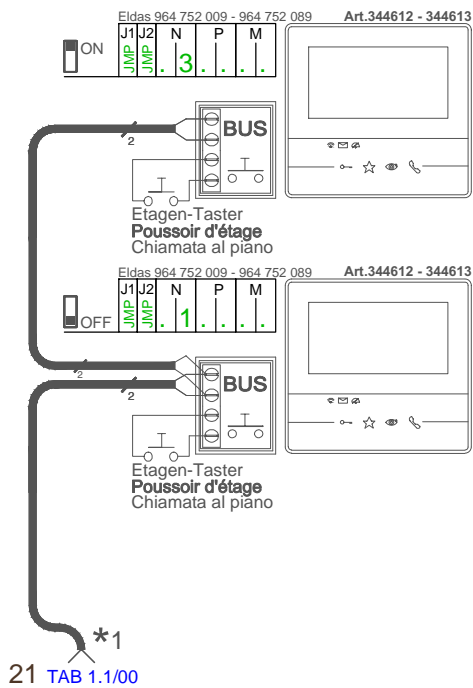 Eldas 964 752 009 - 964 752 089 Art.344612 - 344613
ON J1 J2 N P M
JMP JMP . 3 . . . .
BUS
2
Etagen-Taster
Poussoir d'étage
Chiamata al piano
Eldas 964 752 009 - 964 752 089 Art.344612 - 344613
J1 J2 N P M
OFF JMP JMP . 1 . . . .
2
BUS
2
Etagen-Taster
Poussoir d'étage
Chiamata al piano
*1
21 TAB 1.1/00